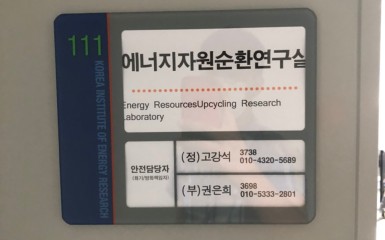 111
KOREA INSTITUTE OF ENERGY RESEARCH
에너지자원순환연구실
Energy ResourcesUpcycling Research
Laboratory
안전담당자
(정)고강석 3738
010-4320-5689
(부)권은희 3698
010-5333-2801